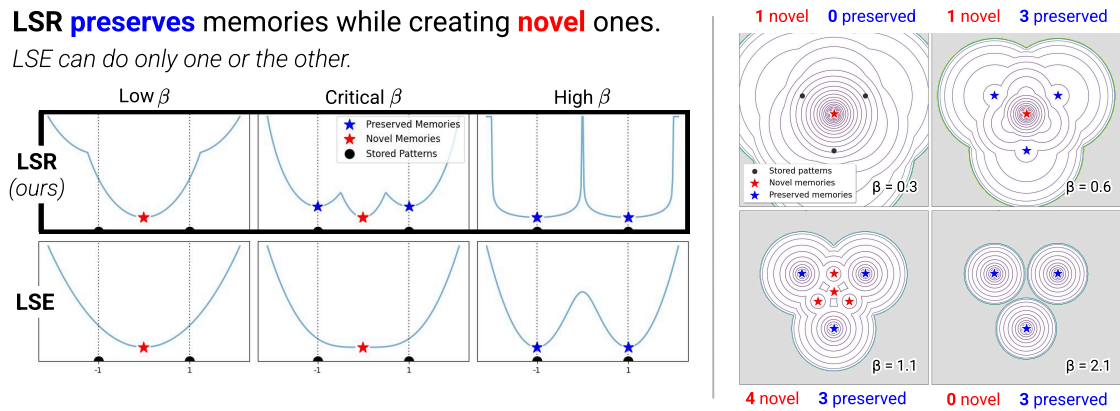 LSR preserves memories while creating novel ones.
LSE can do only one or the other.
Low β
Critical β
High β
LSR
(ours)
Preserved Memories
Novel Memories
Stored Patterns
LSE
-1
1
-1
1
-1
1
1 novel 0 preserved
1 novel 3 preserved
Stored patterns
Novel memories
Preserved memories
β = 0.3
β = 0.6
β = 1.1
β = 2.1
4 novel 3 preserved
0 novel 3 preserved